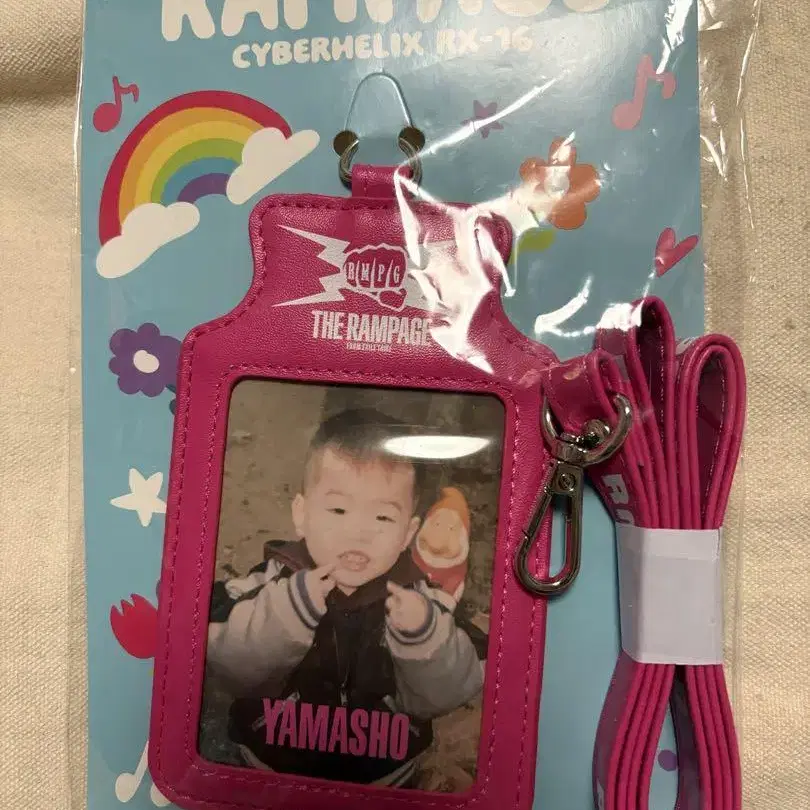 CYBERHELIX RX-16
RMPG
THE RAMPAGE
YAMASHO